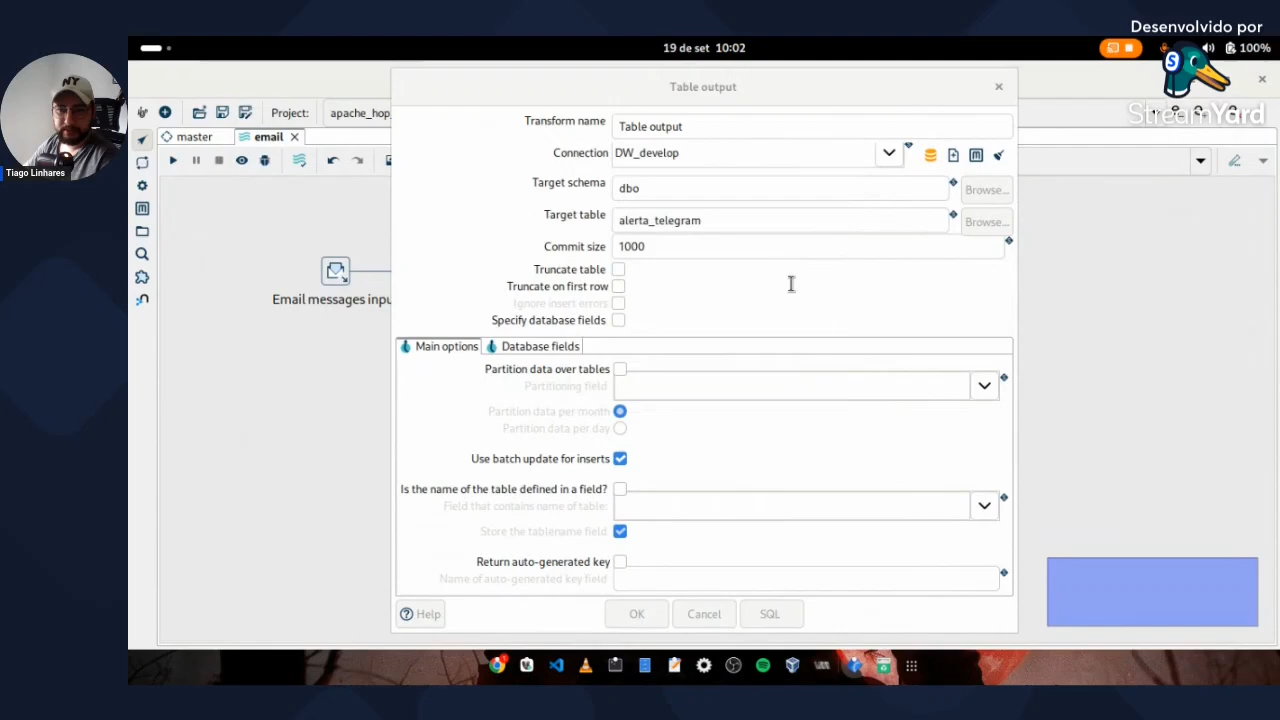 Desenvolvido por
StreamYard
19 de set 10:02
100%
Table output
Project:
apache_hop
master
email
Tiago Linhares
Transform name
Table output
Connection
DW_develop
Target schema
dbo
Browse...
Target table
alerta_telegram
Browse...
Commit size
1000
Truncate table
Truncate on first row
Ignore insert errors
Specify database fields
Email messages inpu
Main options
Database fields
Partition data over tables
Partitioning field
Partition data per month
Partition data per day
Use batch update for inserts
Is the name of the table defined in a field?
Field that contains name of table:
Store the tablename field
Return auto-generated key
Name of auto-generated key field
Help
OK
Cancel
SQL